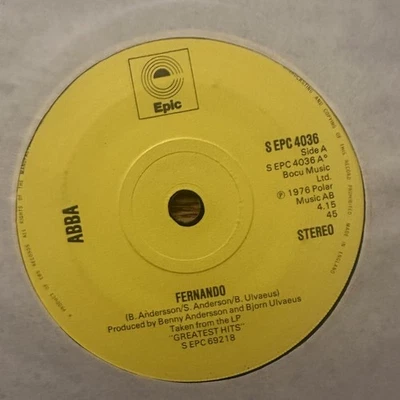 Epic
S EPC 4036
Side A
S EPC 4036 A°
Bocu Music
Ltd.
℗ 1976 Polar
Music AB
4.15
45
STEREO
ABBA
FERNANDO
(B. Andersson/S. Anderson/B. Ulvaeus)
Produced by Benny Andersson and Bjorn Ulvaeus
Taken from the LP
"GREATEST HITS"
S EPC 69218